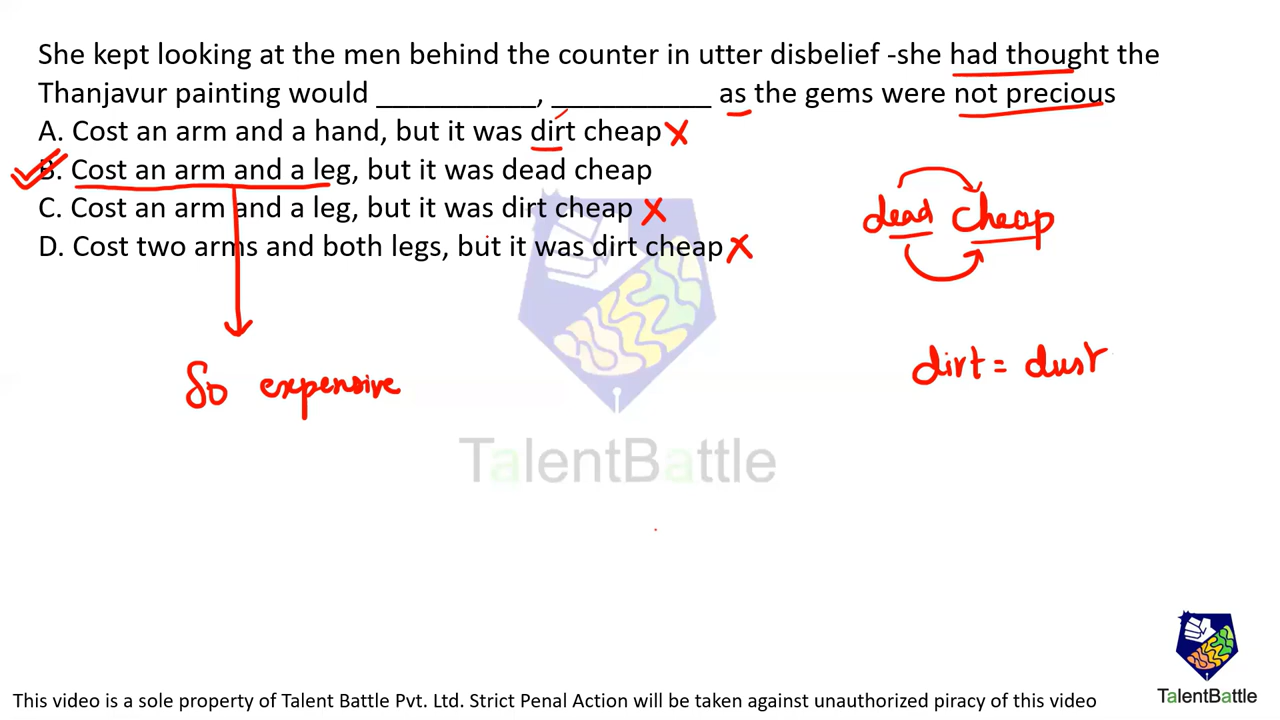 She kept looking at the men behind the counter in utter disbelief -she had thought the
Thanjavur painting would ___________, ___________ as the gems were not precious
A. Cost an arm and a hand, but it was dirt cheap X
B. Cost an arm and a leg, but it was dead cheap
C. Cost an arm and a leg, but it was dirt cheap X
D. Cost two arms and both legs, but it was dirt cheap X
dead cheap
dirt = dust
So expensive
TalentBattle
TalentBattle
This video is a sole property of Talent Battle Pvt. Ltd. Strict Penal Action will be taken against unauthorized piracy of this video